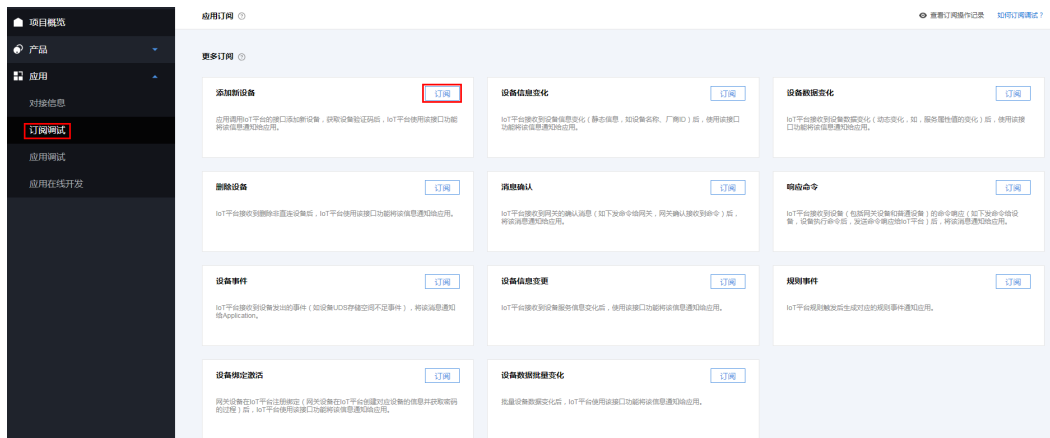 项目概览
产品
应用
对接信息
订阅调试
应用调试
应用在线开发
应用订阅
查看订阅操作记录 如何订阅调试？
更多订阅
添加新设备 订阅
应用调用IoT平台的接口添加新设备，获取设备验证码后，IoT平台使用该接口功能
将该信息通知给应用。
设备信息变化 订阅
IoT平台接收到设备信息变化（静态信息，如设备名称、厂商ID）后，使用该接口
功能将该信息通知给应用。
设备数据变化 订阅
IoT平台接收到设备数据变化（动态变化，如，服务属性值的变化）后，使用该接
口功能将该信息通知给应用。
删除设备 订阅
IoT平台接收到删除非直连设备后，IoT平台使用该接口功能将该信息通知给应用。
消息确认 订阅
IoT平台接收到网关的确认消息（如下发命令给网关，网关确认接收到命令）后，
将该消息通知给应用。
响应命令 订阅
IoT平台接收到设备（包括网关设备和普通设备）的命令响应（如下发命令给设
备，设备执行命令后，发送命令响应给IoT平台）后，将该消息通知给应用。
设备事件 订阅
IoT平台接收到设备发出的事件（如设备UDS存储空间不足事件），将该消息通知
给Application。
设备信息变更 订阅
IoT平台接收到设备服务信息变化后，使用该接口功能将该信息通知给应用。
规则事件 订阅
IoT平台规则触发后生成对应的规则事件通知应用。
设备绑定激活 订阅
网关设备在IoT平台注册绑定（网关设备在IoT平台创建对应设备的信息并获取密码
的过程）后，IoT平台使用该接口功能将该信息通知给应用。
设备数据批量变化 订阅
批量设备数据变化后，IoT平台使用该接口功能将该信息通知给应用。